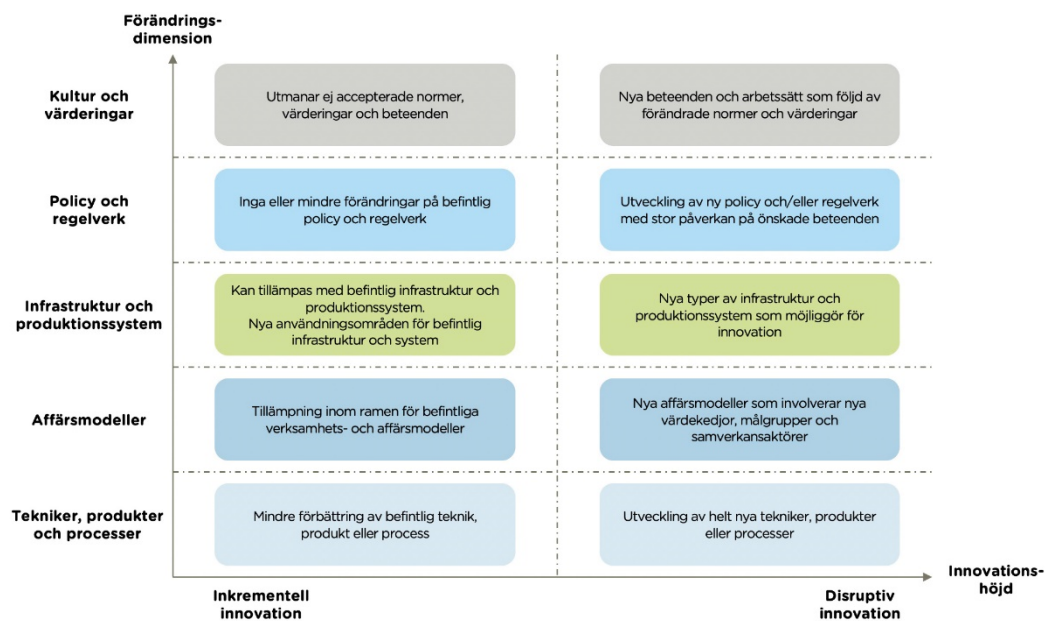 Förändrings-
dimension
Kultur och
värderingar
Utmanar ej accepterade normer,
värderingar och beteenden
Nya beteenden och arbetssätt som följd av
förändrade normer och värderingar
Policy och
regelverk
Inga eller mindre förändringar på befintlig
policy och regelverk
Utveckling av ny policy och/eller regelverk
med stor påverkan på önskade beteenden
Infrastruktur och
produktionssystem
Kan tillämpas med befintlig infrastruktur och
produktionssystem.
Nya användningsområden för befintlig
infrastruktur och system
Nya typer av infrastruktur och
produktionssystem som möjliggör för
innovation
Affärsmodeller
Tillämpning inom ramen för befintliga
verksamhets- och affärsmodeller
Nya affärsmodeller som involverar nya
värdekedjor, målgrupper och
samverkansaktörer
Tekniker, produkter
och processer
Mindre förbättring av befintlig teknik,
produkt eller process
Utveckling av helt nya tekniker, produkter
eller processer
Inkrementell
innovation
Disruptiv
innovation
Innovations-
höjd